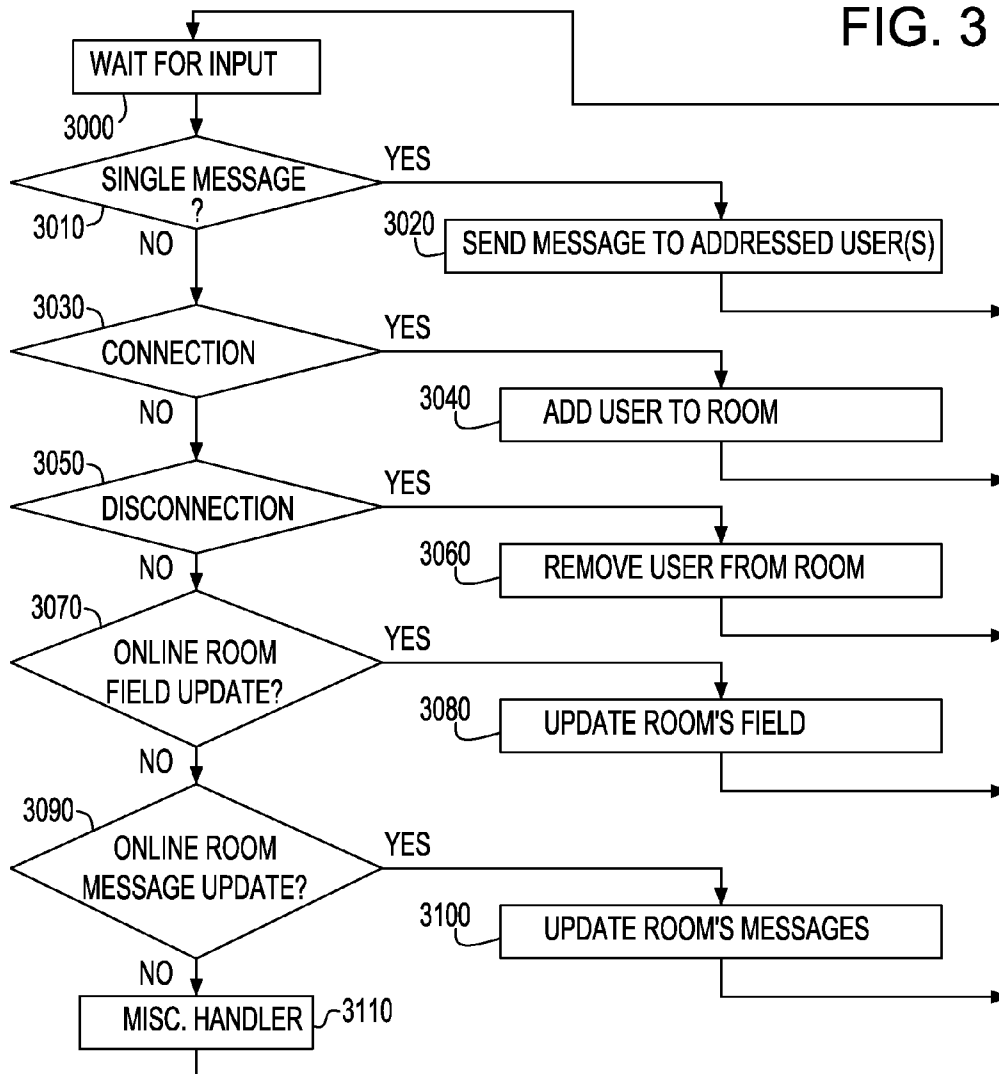 FIG. 3
WAIT FOR INPUT
3000
SINGLE MESSAGE
?
3010
YES
NO
3020
SEND MESSAGE TO ADDRESSED USER(S)
3030
CONNECTION
YES
NO
3040
ADD USER TO ROOM
3050
DISCONNECTION
YES
NO
3060
REMOVE USER FROM ROOM
3070
ONLINE ROOM
FIELD UPDATE?
YES
NO
3080
UPDATE ROOM'S FIELD
3090
ONLINE ROOM
MESSAGE UPDATE?
YES
NO
3100
UPDATE ROOM'S MESSAGES
MISC. HANDLER
3110